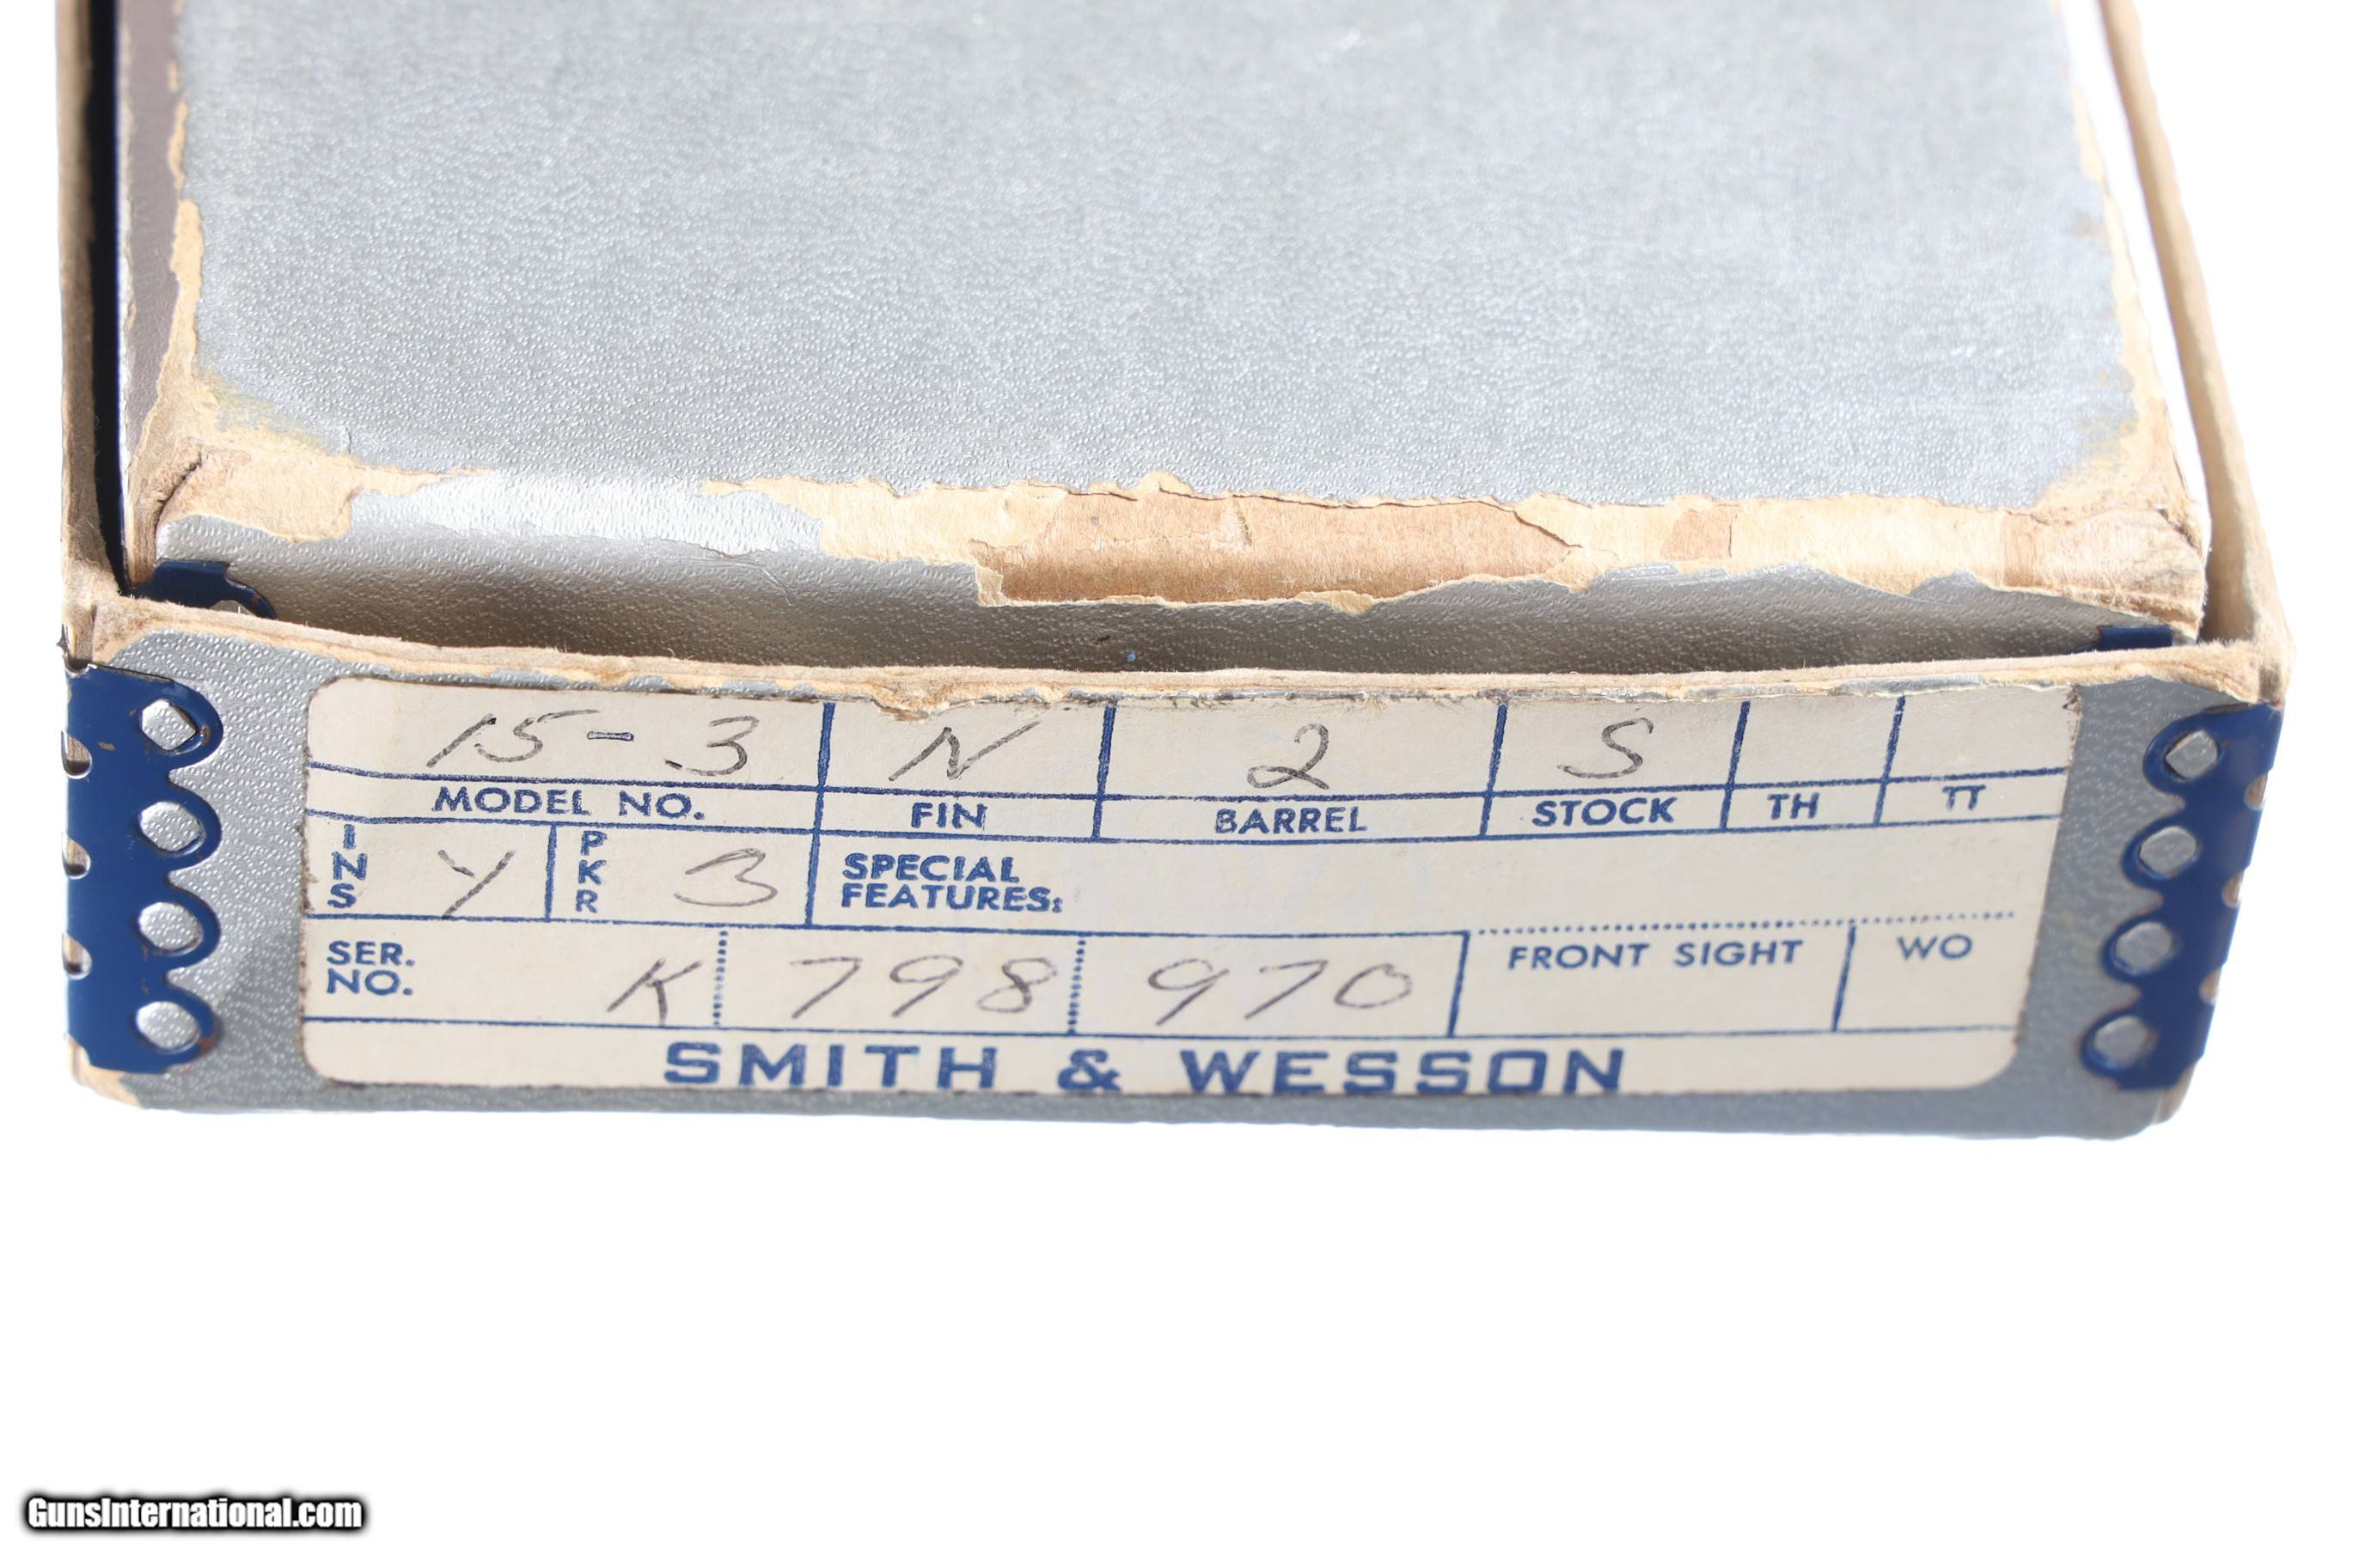 15-3 N 2 S
MODEL NO. FIN BARREL STOCK TH TT
INS Y PKR 3 SPECIAL
FEATURES:
SER.
NO. K 798 970 FRONT SIGHT WO
SMITH & WESSON
GunsInternational.com